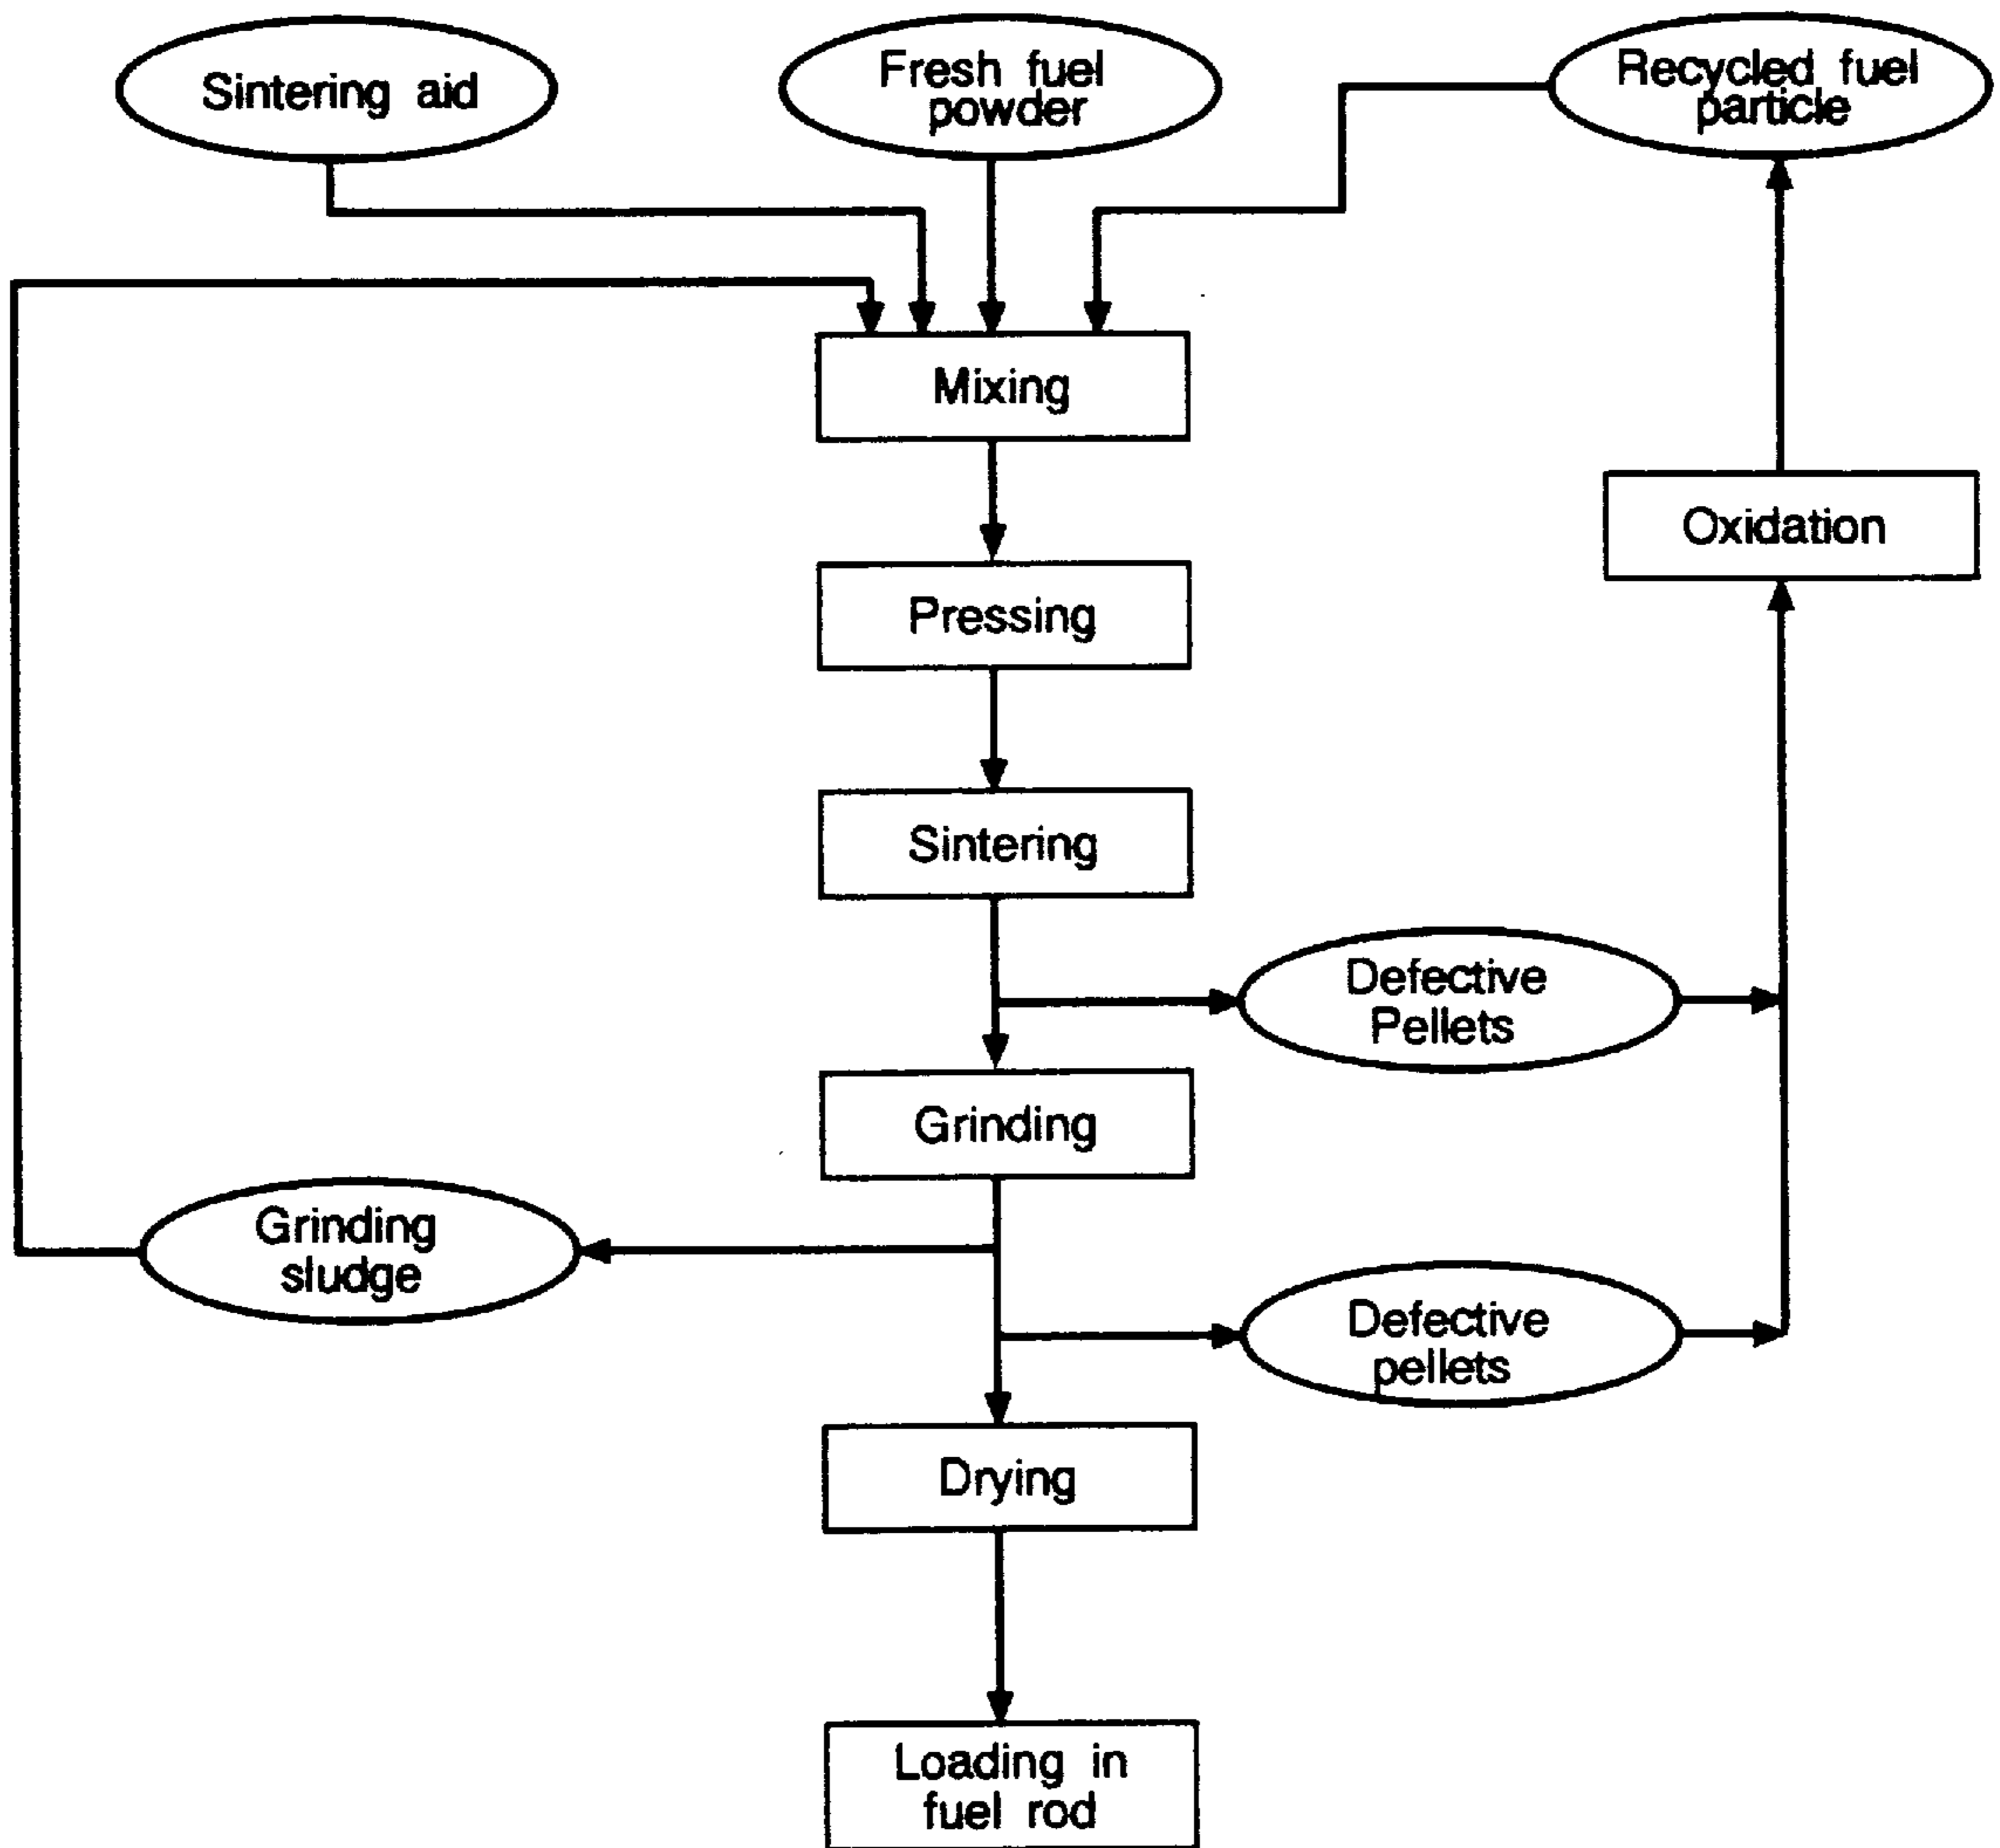 Sintering aid
Fresh fuel
powder
Recycled fuel
particle
Mixing
Oxidation
Pressing
Sintering
Defective
Pellets
Grinding
Grinding
sludge
Defective
pellets
Drying
Loading in
fuel rod